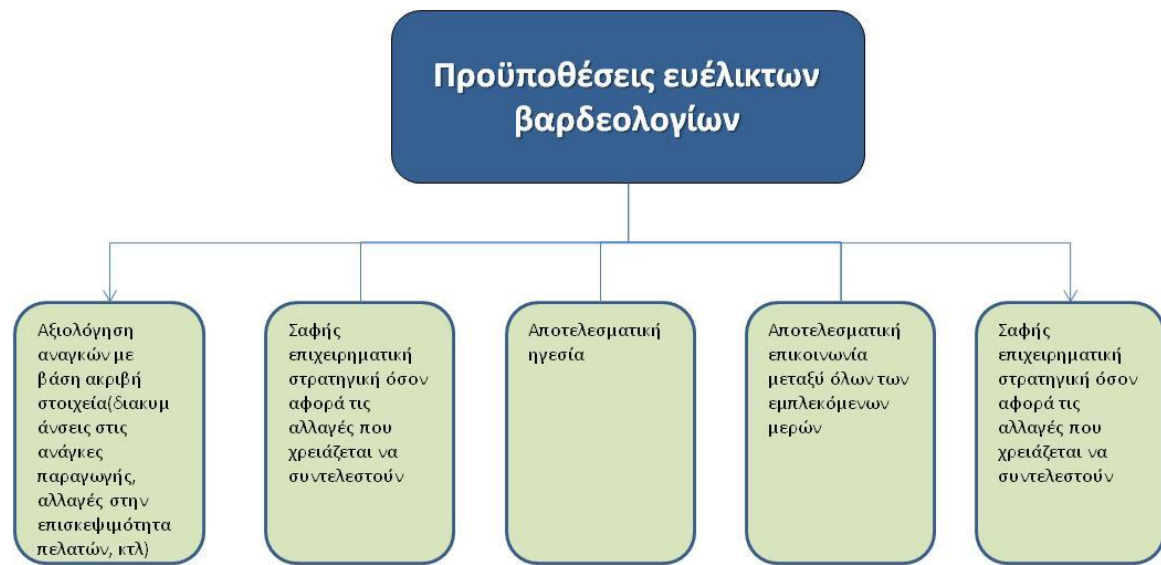 Προϋποθέσεις ευέλικτων
βαρδεολογίων
Αξιολόγηση
αναγκών με
βάση ακριβή
στοιχεία(διακυμ
άνσεις στις
ανάγκες
παραγωγής,
αλλαγές στην
επισκεψιμότητα
πελατών, κτλ)
Σαφής
επιχειρηματική
στρατηγική όσον
αφορά τις
αλλαγές που
χρειάζεται να
συντελεστούν
Αποτελεσματική
ηγεσία
Αποτελεσματική
επικοινωνία
μεταξύ όλων των
εμπλεκόμενων
μερών
Σαφής
επιχειρηματική
στρατηγική όσον
αφορά τις
αλλαγές που
χρειάζεται να
συντελεστούν